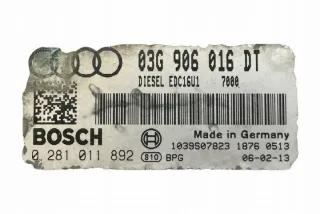 03G 906 016 DT
DIESEL EDC16U1 7000
BOSCH
Made in Germany
1039S07823 1876 0513
0 281 011 892 810 BPG 06-02-13